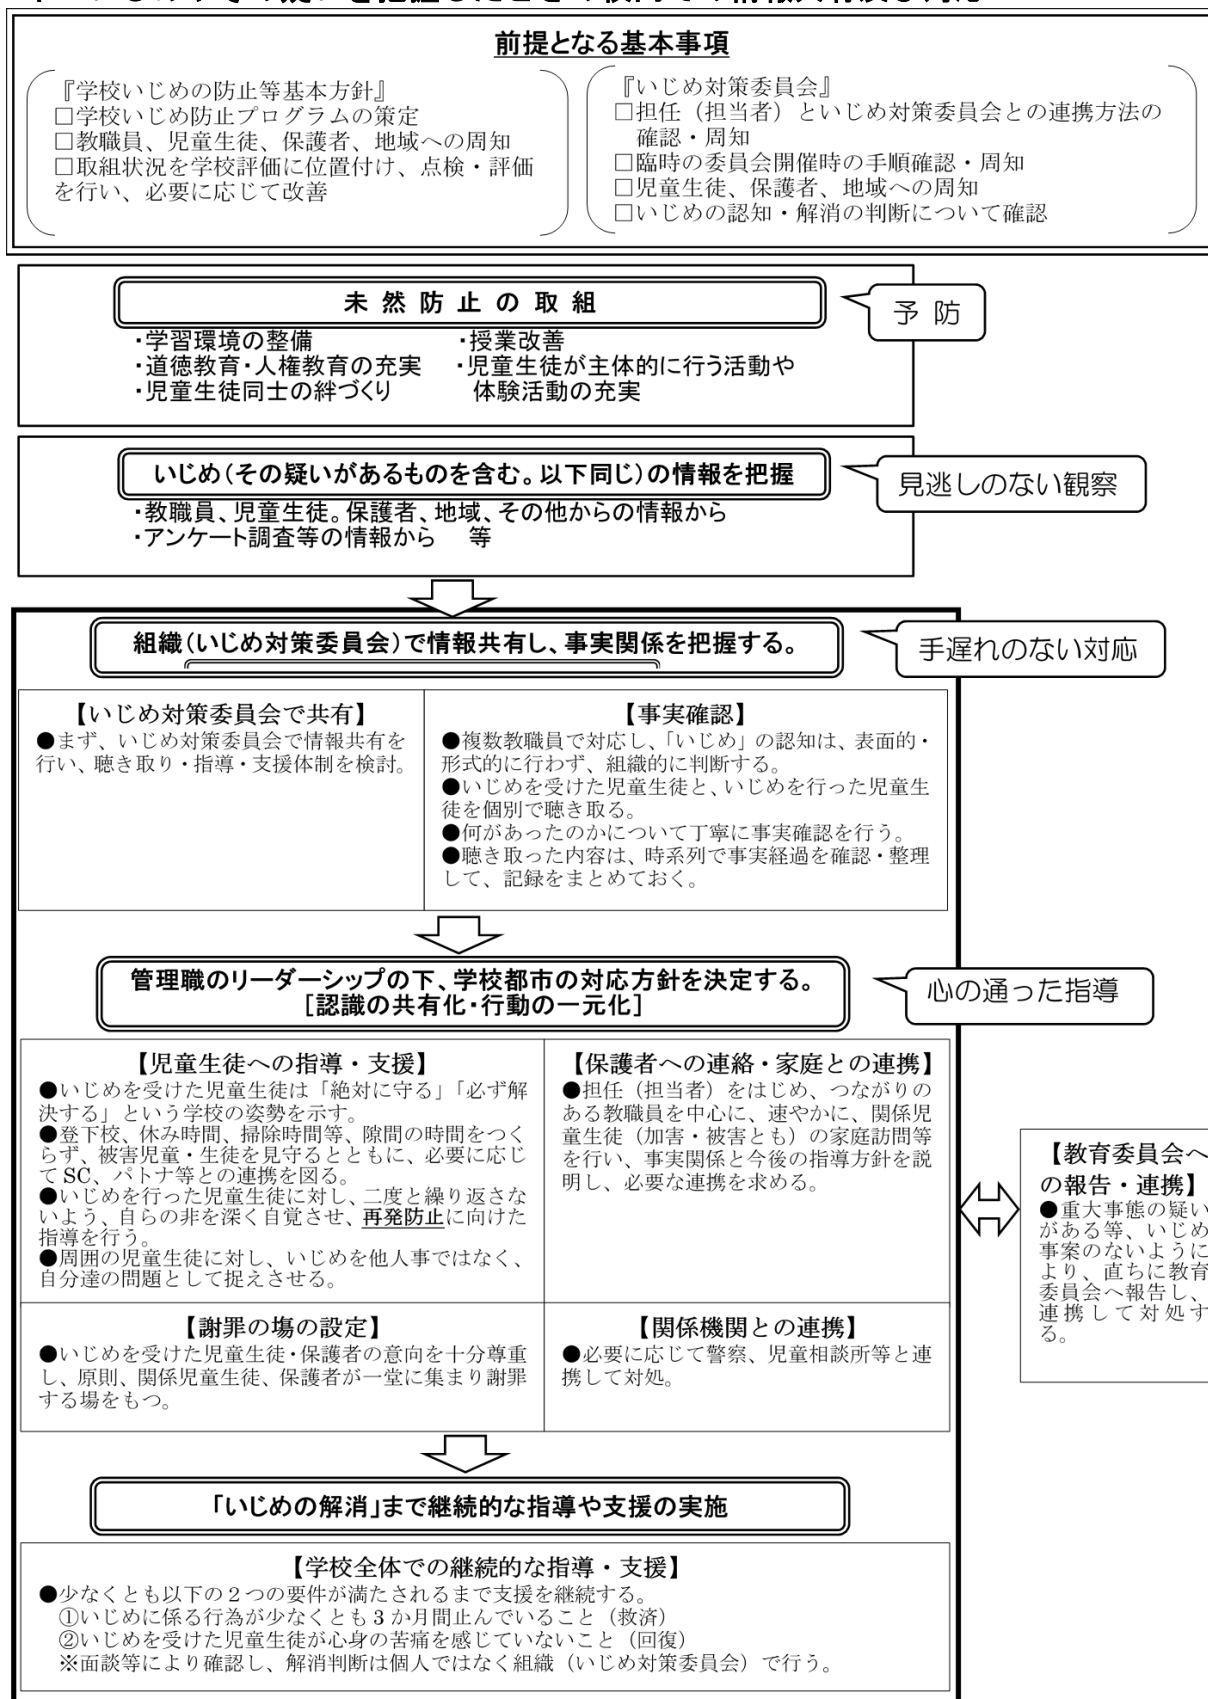 前提となる基本事項
『学校いじめの防止等基本方針』
□学校いじめ防止プログラムの策定
□教職員、児童生徒、保護者、地域への周知
□取組状況を学校評価に位置付け、点検・評価
を行い、必要に応じて改善
『いじめ対策委員会』
□担任（担当者）といじめ対策委員会との連携方法の
確認・周知
□臨時の委員会開催時の手順確認・周知
□児童生徒、保護者、地域への周知
□いじめの認知・解消の判断について確認
未然防止の取組
予防
・学習環境の整備
・道徳教育・人権教育の充実
・児童生徒同士の絆づくり
・授業改善
・児童生徒が主体的に行う活動や
体験活動の充実
いじめ（その疑いがあるものを含む。以下同じ）の情報を把握
見逃しのない観察
・教職員、児童生徒。保護者、地域、その他からの情報から
・アンケート調査等の情報から　等
組織（いじめ対策委員会）で情報共有し、事実関係を把握する。
手遅れのない対応
【いじめ対策委員会で共有】
●まず、いじめ対策委員会で情報共有を
行い、聴き取り・指導・支援体制を検討。
【事実確認】
●複数教職員で対応し、「いじめ」の認知は、表面的・
形式的に行わず、組織的に判断する。
●いじめを受けた児童生徒と、いじめを行った児童生
徒を個別で聴き取る。
●何があったのかについて丁寧に事実確認を行う。
●聴き取った内容は、時系列で事実経過を確認・整理
して、記録をまとめておく。
管理職のリーダーシップの下、学校都市の対応方針を決定する。
［認識の共有化・行動の一元化］
心の通った指導
【児童生徒への指導・支援】
●いじめを受けた児童生徒は「絶対に守る」「必ず解
決する」という学校の姿勢を示す。
●登下校、休み時間、掃除時間等、隙間の時間をつく
らず、被害児童・生徒を見守るとともに、必要に応じ
て SC、パトナ等との連携を図る。
●いじめを行った児童生徒に対し、二度と繰り返さな
いよう、自らの非を深く自覚させ、再発防止に向けた
指導を行う。
●周囲の児童生徒に対し、いじめを他人事ではなく、
自分達の問題として捉えさせる。
【保護者への連絡・家庭との連携】
●担任（担当者）をはじめ、つながりの
ある教職員を中心に、速やかに、関係児
童生徒（加害・被害とも）の家庭訪問等
を行い、事実関係と今後の指導方針を説
明し、必要な連携を求める。
【教育委員会へ
の報告・連携】
●重大事態の疑い
がある等、いじめ
事案のないように
より、直ちに教育
委員会へ報告し、
連携して対処す
る。
【謝罪の場の設定】
●いじめを受けた児童生徒・保護者の意向を十分尊重
し、原則、関係児童生徒、保護者が一堂に集まり謝罪
する場をもつ。
【関係機関との連携】
●必要に応じて警察、児童相談所等と連
携して対処。
「いじめの解消」まで継続的な指導や支援の実施
【学校全体での継続的な指導・支援】
●少なくとも以下の２つの要件が満たされるまで支援を継続する。
①いじめに係る行為が少なくとも 3 か月間止んでいること（救済）
②いじめを受けた児童生徒が心身の苦痛を感じていないこと（回復）
※面談等により確認し、解消判断は個人ではなく組織（いじめ対策委員会）で行う。